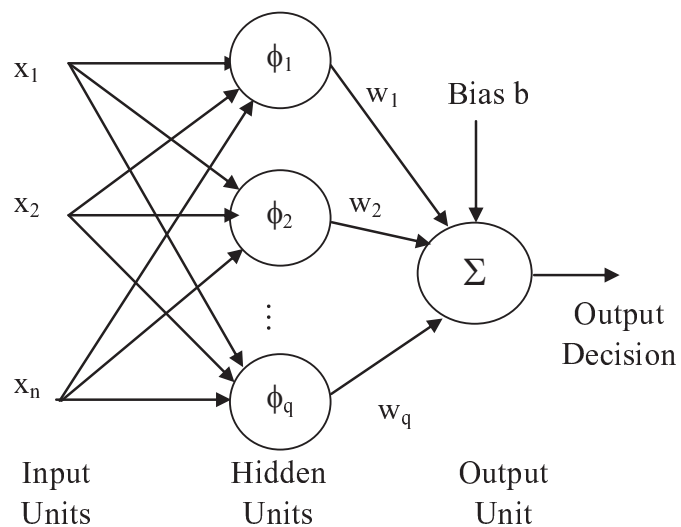 x₁
ϕ₁
w₁
Bias b
x₂
ϕ₂
w₂
Σ
⋮
Output
Decision
xₙ
ϕq
wq
Input
Units
Hidden
Units
Output
Unit